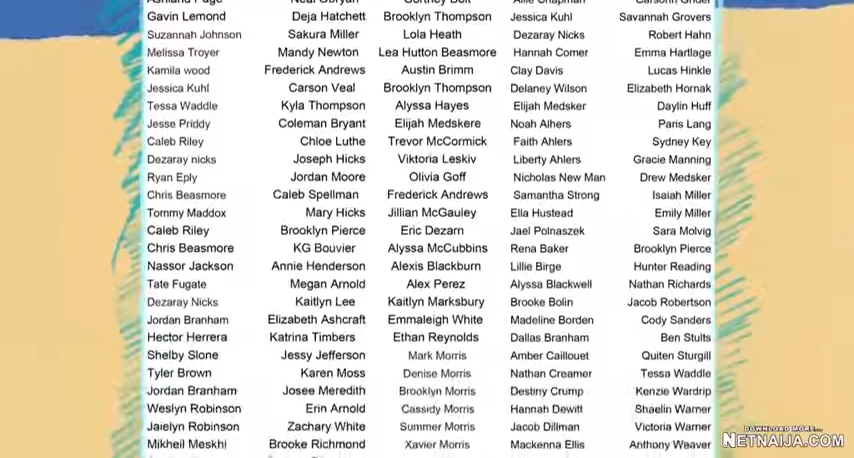 Gavin Lemond Deja Hatchett Brooklyn Thompson Jessica Kuhl Savannah Grovers
Suzannah Johnson Sakura Miller Lola Heath Dezaray Nicks Robert Hahn
Melissa Troyer Mandy Newton Lea Hutton Beasmore Hannah Comer Emma Hartlage
Kamila wood Frederick Andrews Austin Brimm Clay Davis Lucas Hinkle
Jessica Kuhl Carson Veal Brooklyn Thompson Delaney Wilson Elizabeth Hornak
Tessa Waddle Kyla Thompson Alyssa Hayes Elijah Medsker Daylin Huff
Jesse Priddy Coleman Bryant Elijah Medskere Noah Alhers Paris Lang
Caleb Riley Chloe Luthe Trevor McCormick Faith Ahlers Sydney Key
Dezaray nicks Joseph Hicks Viktoria Leskiv Liberty Ahlers Gracie Manning
Ryan Eply Jordan Moore Olivia Goff Nicholas New Man Drew Medsker
Chris Beasmore Caleb Spellman Frederick Andrews Samantha Strong Isaiah Miller
Tommy Maddox Mary Hicks Jillian McGauley Ella Hustead Emily Miller
Caleb Riley Brooklyn Pierce Eric Dezarn Jael Polnaszek Sara Molvig
Chris Beasmore KG Bouvier Alyssa McCubbins Rena Baker Brooklyn Pierce
Nassor Jackson Annie Henderson Alexis Blackburn Lillie Birge Hunter Reading
Tate Fugate Megan Arnold Alex Perez Alyssa Blackwell Nathan Richards
Dezaray Nicks Kaitlyn Lee Kaitlyn Marksbury Brooke Bolin Jacob Robertson
Jordan Branham Elizabeth Ashcraft Emmaleigh White Madeline Borden Cody Sanders
Hector Herrera Katrina Timbers Ethan Reynolds Dallas Branham Ben Stults
Shelby Slone Jessy Jefferson Mark Morris Amber Caillouet Quiten Sturgill
Tyler Brown Karen Moss Denise Morris Nathan Creamer Tessa Waddle
Jordan Branham Josee Meredith Brooklyn Morris Destiny Crump Kenzie Wardrip
Weslyn Robinson Erin Arnold Cassidy Morris Hannah Dewitt Shaelin Warner
Jaielyn Robinson Zachary White Summer Morris Jacob Dillman Victoria Warner
Mikheil Meskhi Brooke Richmond Xavier Morris Mackenna Ellis Anthony Weaver
DOWNLOAD MORE...
NETNAIJA.COM